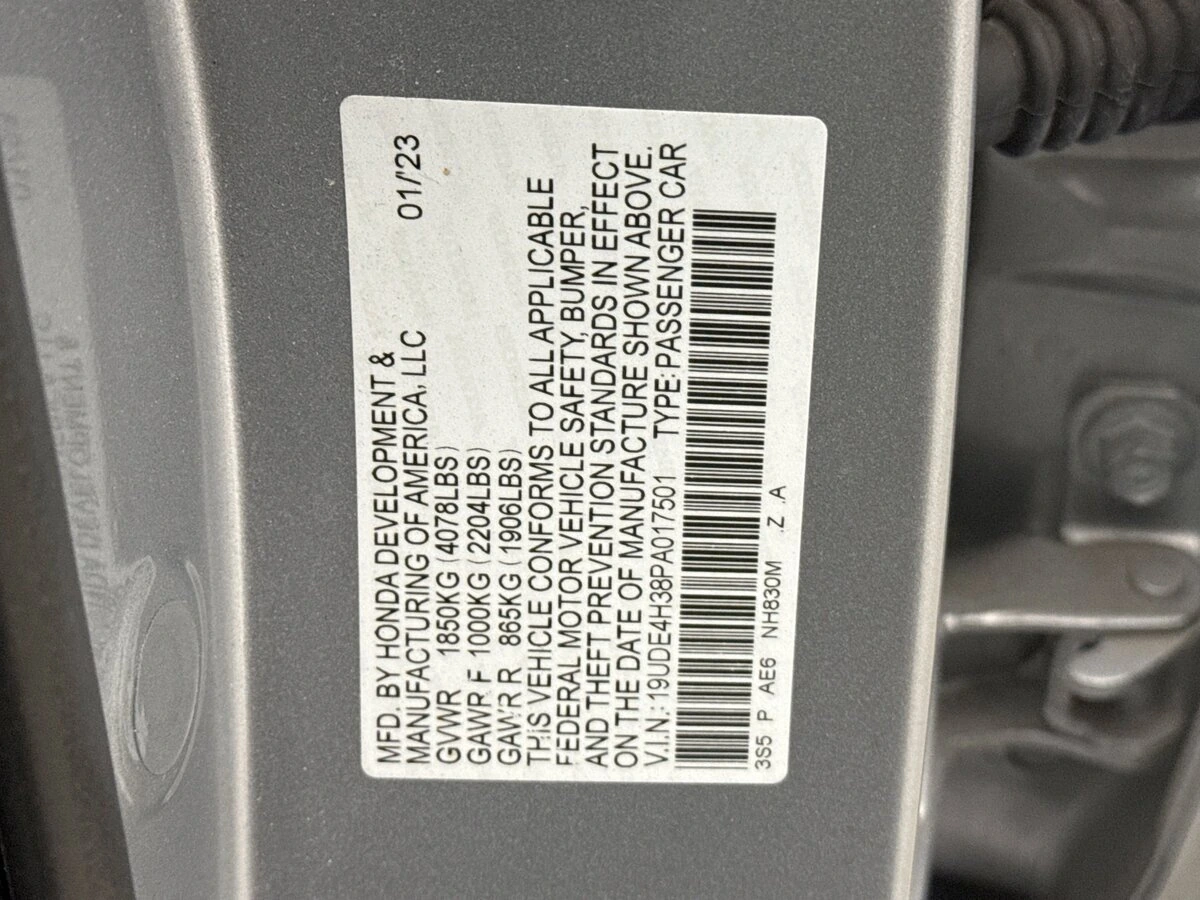 MFD. BY HONDA DEVELOPMENT &
MANUFACTURING OF AMERICA, LLC 01/'23
GVWR 1850KG (4078LBS)
GAWR F 1000KG (2204LBS)
GAWR R 865KG (1906LBS)
THIS VEHICLE CONFORMS TO ALL APPLICABLE
FEDERAL MOTOR VEHICLE SAFETY, BUMPER,
AND THEFT PREVENTION STANDARDS IN EFFECT
ON THE DATE OF MANUFACTURE SHOWN ABOVE.
V.I.N.: 19UDE4H38PA017501 TYPE: PASSENGER CAR
3S5 P AE6 NH830M .Z .A